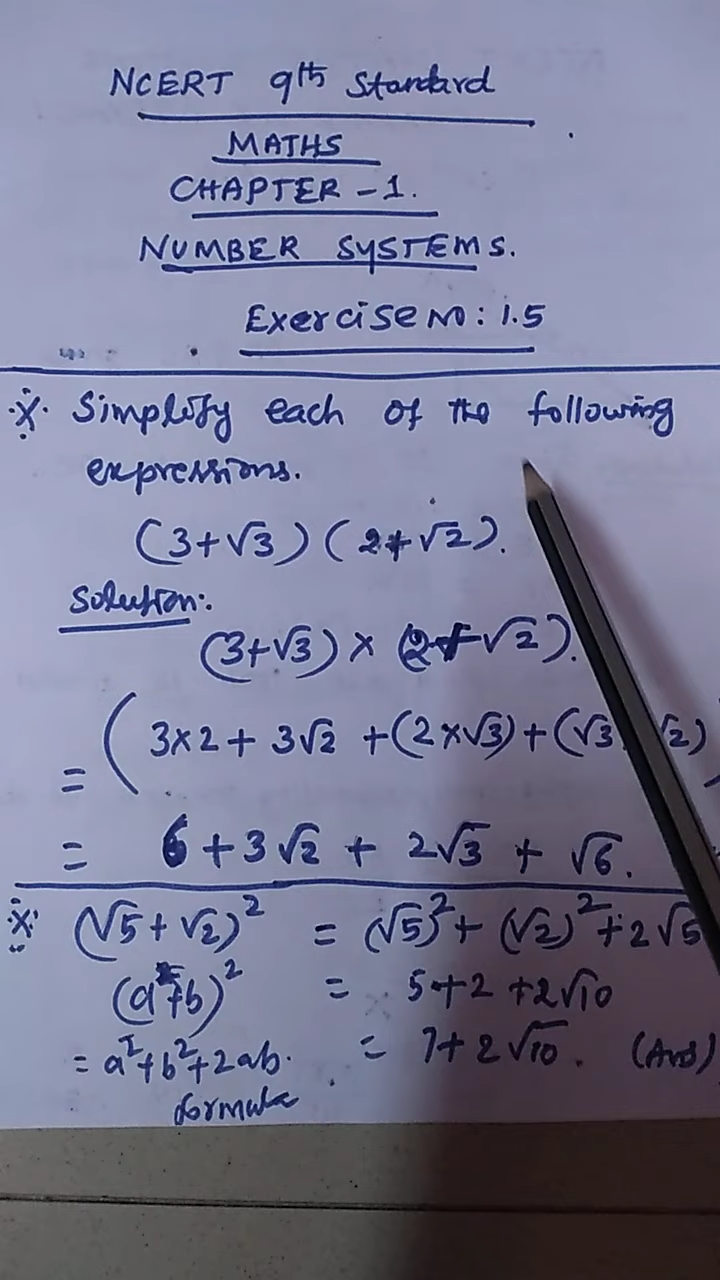 NCERT 9th Standard
MATHS
CHAPTER - 1.
NUMBER SYSTEMS.
Exercise No: 1.5
Simplify each of the following
expressions.
(3+√3) (2+√2).
Solution:
(3+√3) × (2+√2).
= (3×2 + 3√2 + (2×√3) + (√3 √2)
= 6 + 3√2 + 2√3 + √6.
(√5 + √2)² = (√5)² + (√2)² + 2√5
(a+b)² = 5+2 +2√10
= a²+b²+2ab. = 7+2√10. (Ans)
formula